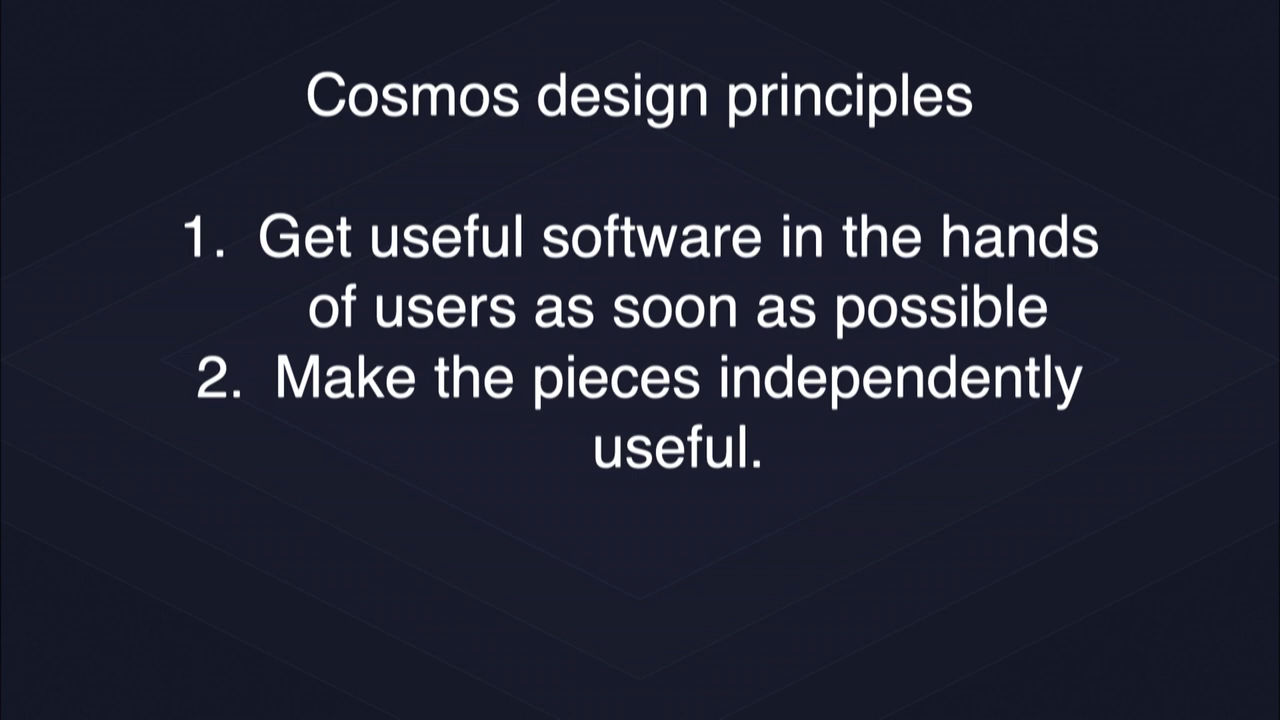 Cosmos design principles
1. Get useful software in the hands
of users as soon as possible
2. Make the pieces independently
useful.